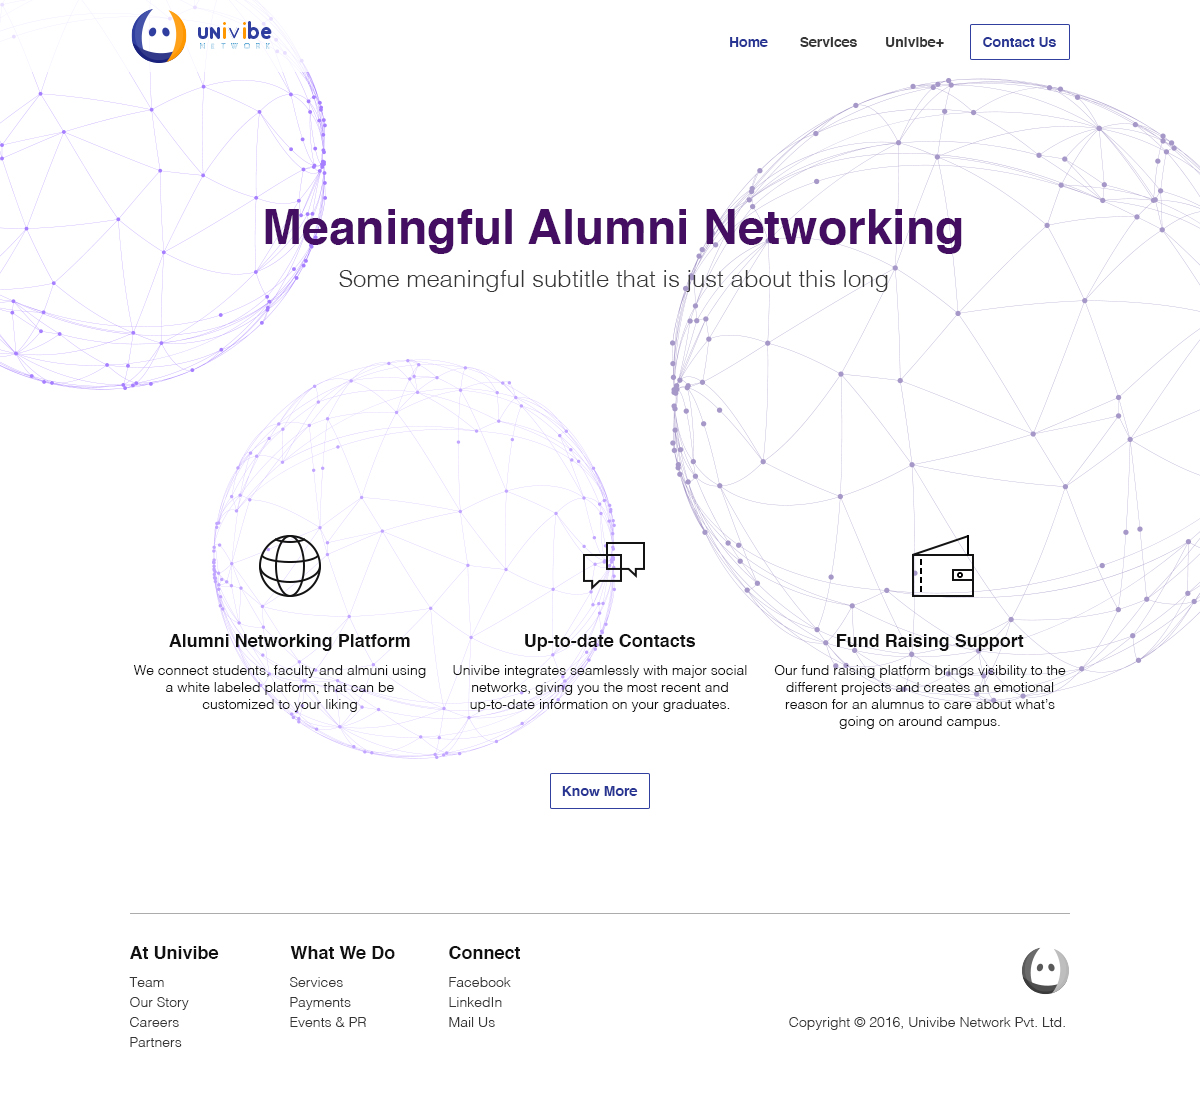 univibe
NETWORK
Home
Services
Univibe+
Contact Us
Meaningful Alumni Networking
Some meaningful subtitle that is just about this long
Alumni Networking Platform
We connect students, faculty and almuni using
a white labeled platform, that can be
customized to your liking
Up-to-date Contacts
Univibe integrates seamlessly with major social
networks, giving you the most recent and
up-to-date information on your graduates.
Fund Raising Support
Our fund raising platform brings visibility to the
different projects and creates an emotional
reason for an alumnus to care about what's
going on around campus.
Know More
At Univibe
Team
Our Story
Careers
Partners
What We Do
Services
Payments
Events & PR
Connect
Facebook
LinkedIn
Mail Us
Copyright © 2016, Univibe Network Pvt. Ltd.